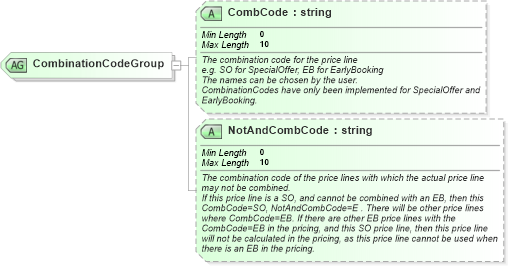 A CombCode : string
Min Length 0
Max Length 10
The combination code for the price line
e.g. SO for SpecialOffer, EB for EarlyBooking
The names can be chosen by the user.
CombinationCodes have only been implemented for SpecialOffer and
EarlyBooking.
AG CombinationCodeGroup
A NotAndCombCode : string
Min Length 0
Max Length 10
The combination code of the price lines with which the actual price line
may not be combined.
If this price line is a SO, and cannot be combined with an EB, then this
CombCode=SO, NotAndCombCode=E . There will be other price lines
where CombCode=EB. If there are other EB price lines with the
CombCode=EB in the pricing, and this SO price line, then this price line
will not be calculated in the pricing, as this price line cannot be used when
there is an EB in the pricing.